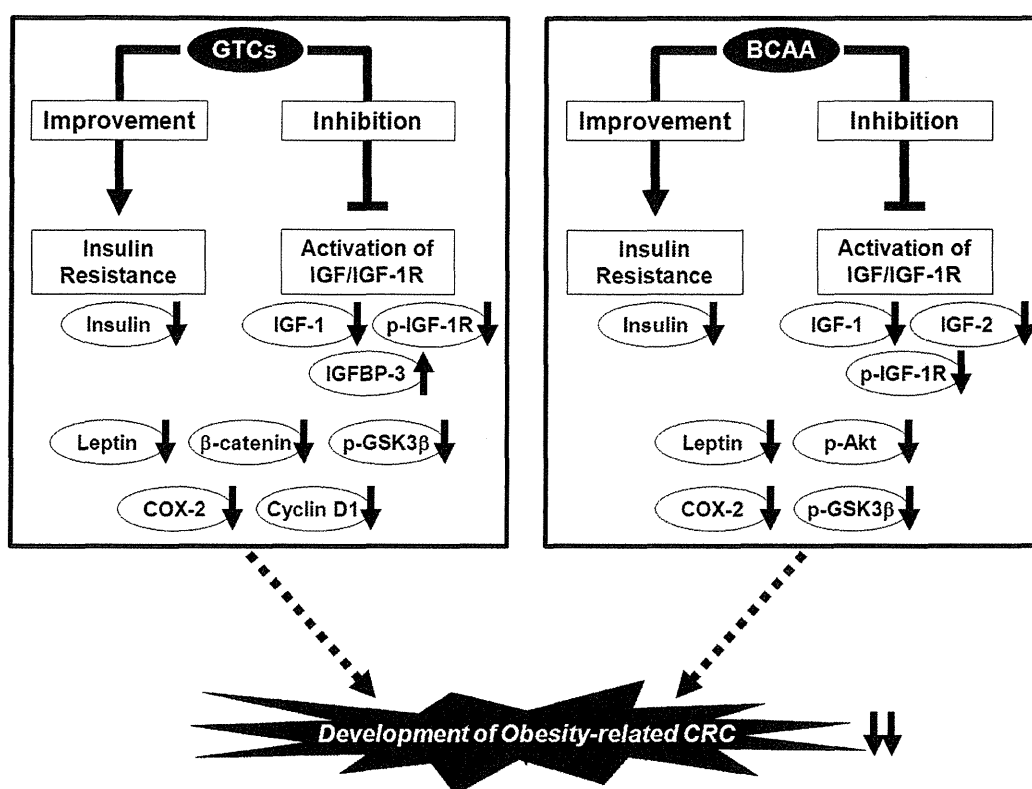 GTCs
Improvement
Inhibition
Insulin
Resistance
Activation of
IGF/IGF-1R
Insulin
IGF-1
p-IGF-1R
IGFBP-3
Leptin
β-catenin
p-GSK3β
COX-2
Cyclin D1
BCAA
Improvement
Inhibition
Insulin
Resistance
Activation of
IGF/IGF-1R
Insulin
IGF-1
IGF-2
p-IGF-1R
Leptin
p-Akt
COX-2
p-GSK3β
Development of Obesity-related CRC